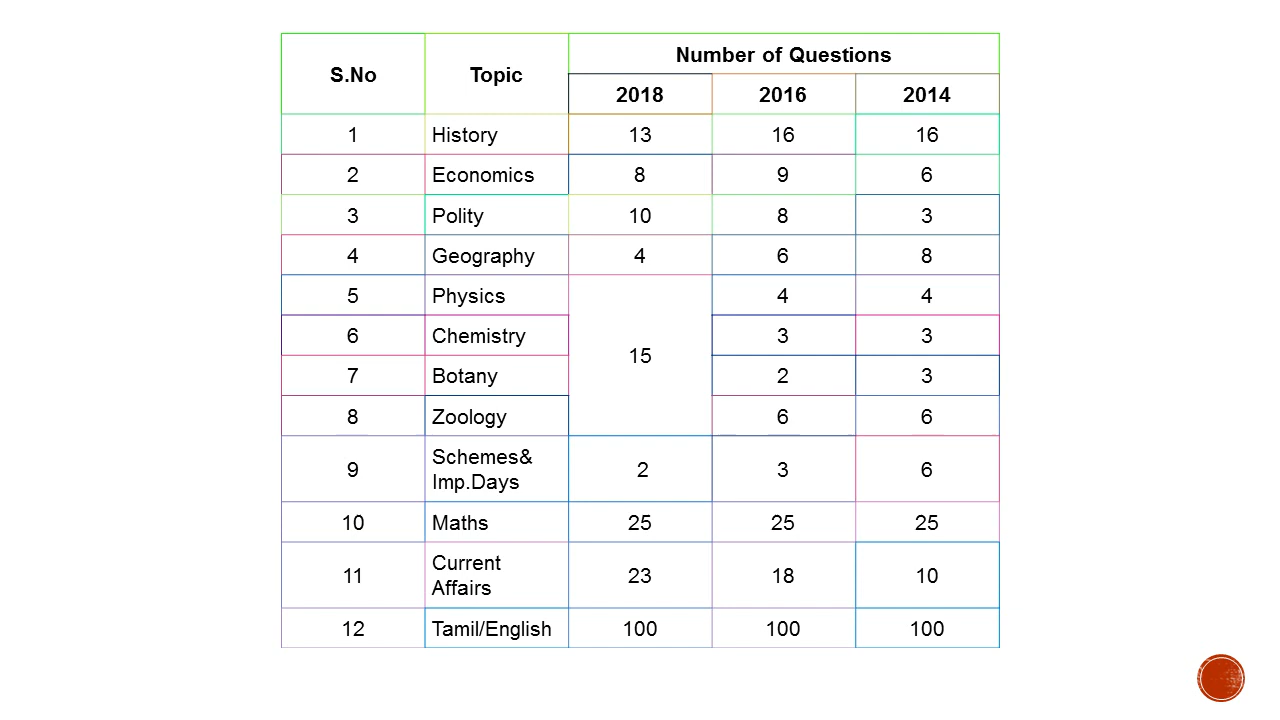 S.No Topic Number of Questions
2018 2016 2014
1 History 13 16 16
2 Economics 8 9 6
3 Polity 10 8 3
4 Geography 4 6 8
5 Physics 15 4 4
6 Chemistry 3 3
7 Botany 2 3
8 Zoology 6 6
9 Schemes&
Imp.Days 2 3 6
10 Maths 25 25 25
11 Current
Affairs 23 18 10
12 Tamil/English 100 100 100